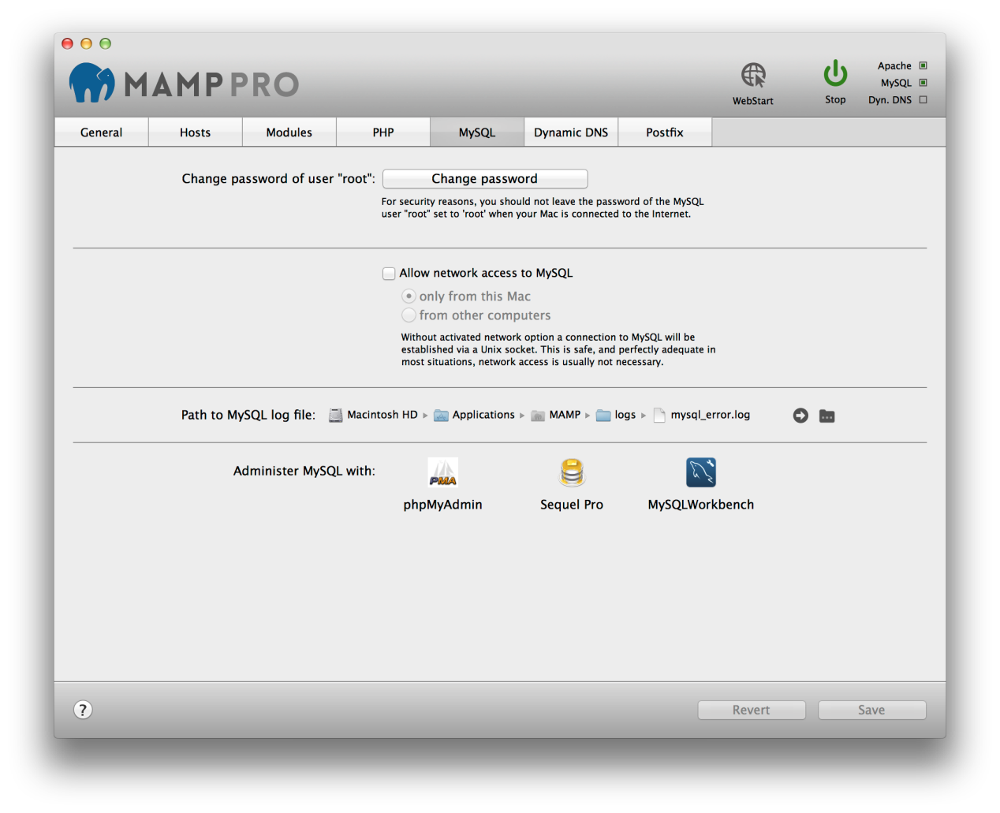 MAMP PRO
WebStart
Stop
Apache
MySQL
Dyn. DNS
General
Hosts
Modules
PHP
MySQL
Dynamic DNS
Postfix
Change password of user "root":
Change password
For security reasons, you should not leave the password of the MySQL
user "root" set to 'root' when your Mac is connected to the Internet.
Allow network access to MySQL
only from this Mac
from other computers
Without activated network option a connection to MySQL will be
established via a Unix socket. This is safe, and perfectly adequate in
most situations, network access is usually not necessary.
Path to MySQL log file:
Macintosh HD
Applications
MAMP
logs
mysql_error.log
Administer MySQL with:
PMA
phpMyAdmin
Sequel Pro
MySQLWorkbench
?
Revert
Save